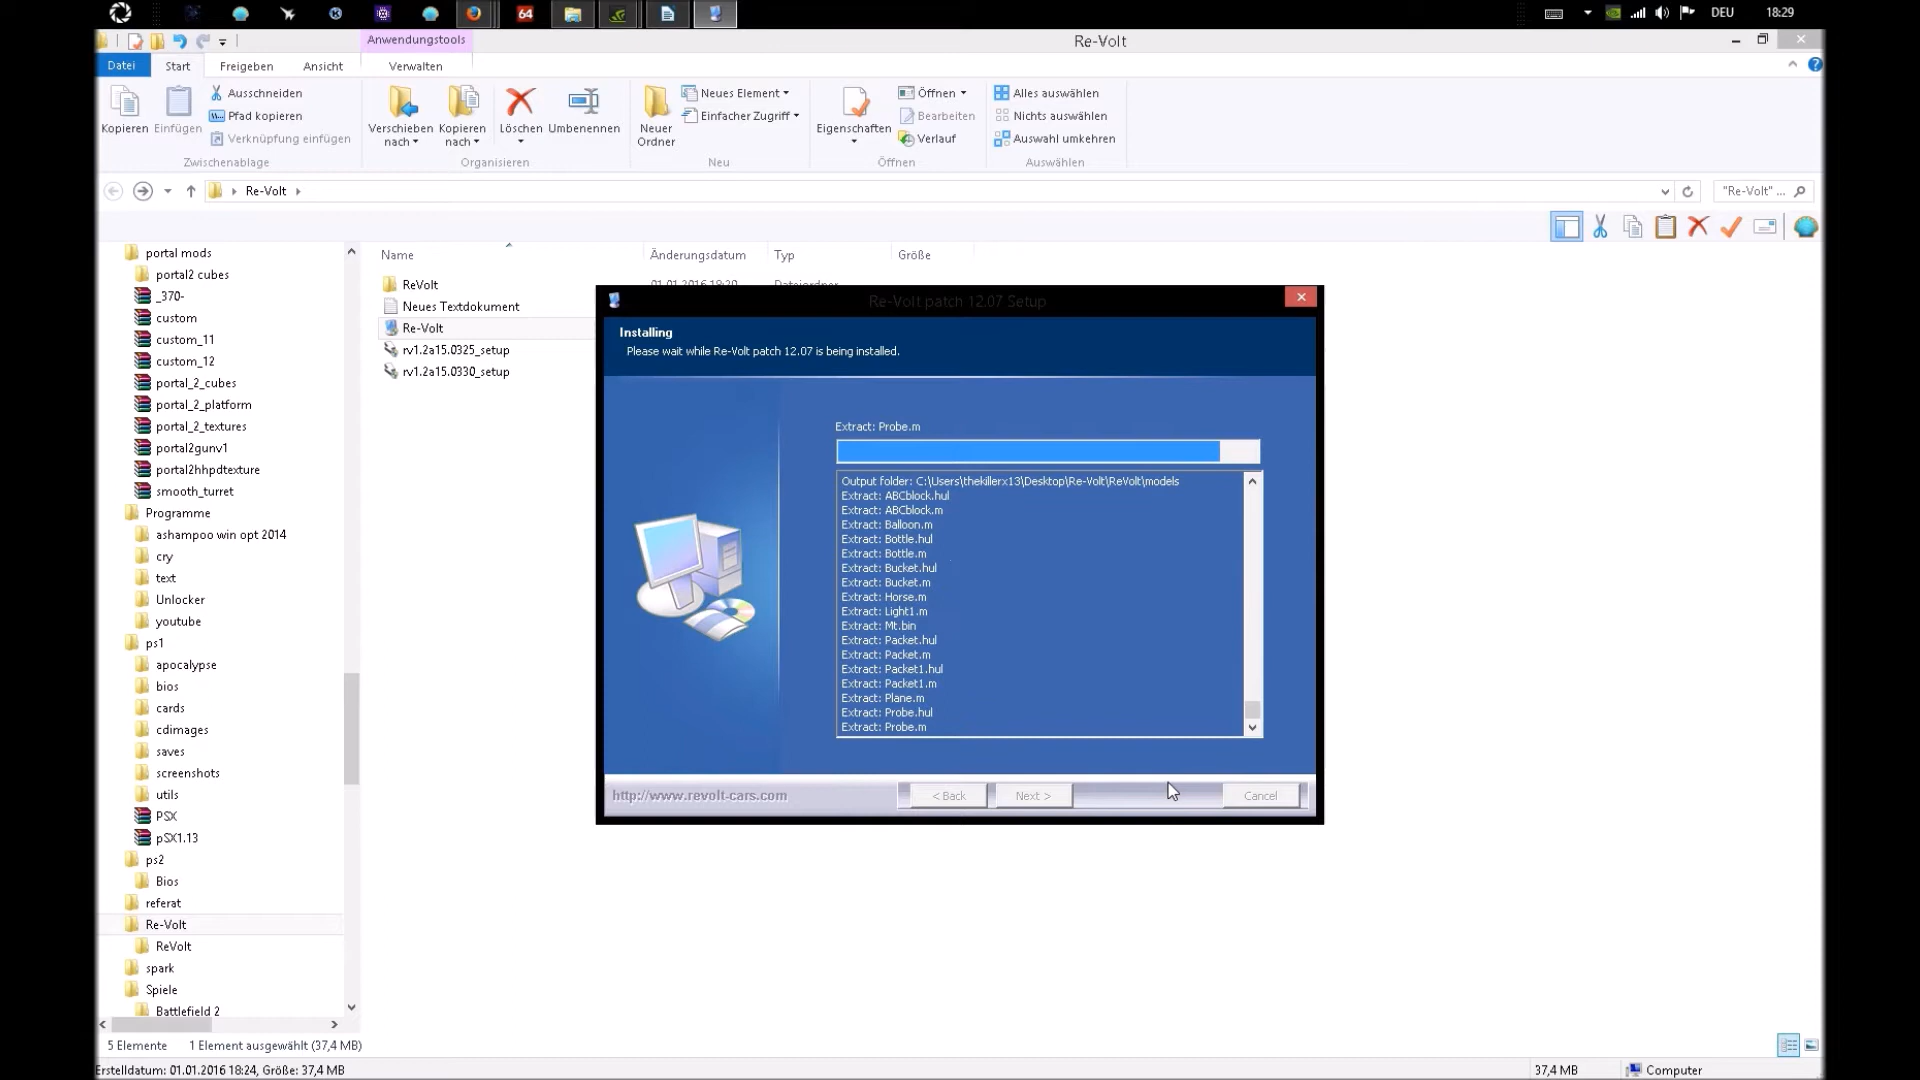 64
DEU
18:29
Anwendungstools
Re-Volt
Datei
Start
Freigeben
Ansicht
Verwalten
Kopieren
Einfügen
Ausschneiden
Pfad kopieren
Verknüpfung einfügen
Zwischenablage
Verschieben nach
Kopieren nach
Löschen
Umbenennen
Organisieren
Neuer Ordner
Neues Element
Einfacher Zugriff
Neu
Eigenschaften
Öffnen
Bearbeiten
Verlauf
Öffnen
Alles auswählen
Nichts auswählen
Auswahl umkehren
Auswählen
Re-Volt
"Re-Volt" ...
portal mods
portal2 cubes
_370-
custom
custom_11
custom_12
portal_2_cubes
portal_2_platform
portal_2_textures
portal2gunv1
portal2hhpdtexture
smooth_turret
Programme
ashampoo win opt 2014
cry
text
Unlocker
youtube
ps1
apocalypse
bios
cards
cdimages
saves
screenshots
utils
PSX
pSX1.13
ps2
Bios
referat
Re-Volt
ReVolt
spark
Spiele
Battlefield 2
Name
Änderungsdatum
Typ
Größe
ReVolt
01.01.2016 18:29
Dateiordner
Neues Textdokument
Re-Volt
rv1.2a15.0325_setup
rv1.2a15.0330_setup
Re-Volt patch 12.07 Setup
Installing
Please wait while Re-Volt patch 12.07 is being installed.
Extract: Probe.m
Output folder: C:\Users\thekillerx13\Desktop\Re-Volt\ReVolt\models
Extract: ABCblock.hul
Extract: ABCblock.m
Extract: Balloon.m
Extract: Bottle.hul
Extract: Bottle.m
Extract: Bucket.hul
Extract: Bucket.m
Extract: Horse.m
Extract: Light1.m
Extract: Mt.bin
Extract: Packet.hul
Extract: Packet.m
Extract: Packet1.hul
Extract: Packet1.m
Extract: Plane.m
Extract: Probe.hul
Extract: Probe.m
http://www.revolt-cars.com
< Back
Next >
Cancel
5 Elemente
1 Element ausgewählt (37,4 MB)
Erstelldatum: 01.01.2016 18:24, Größe: 37,4 MB
37,4 MB
Computer